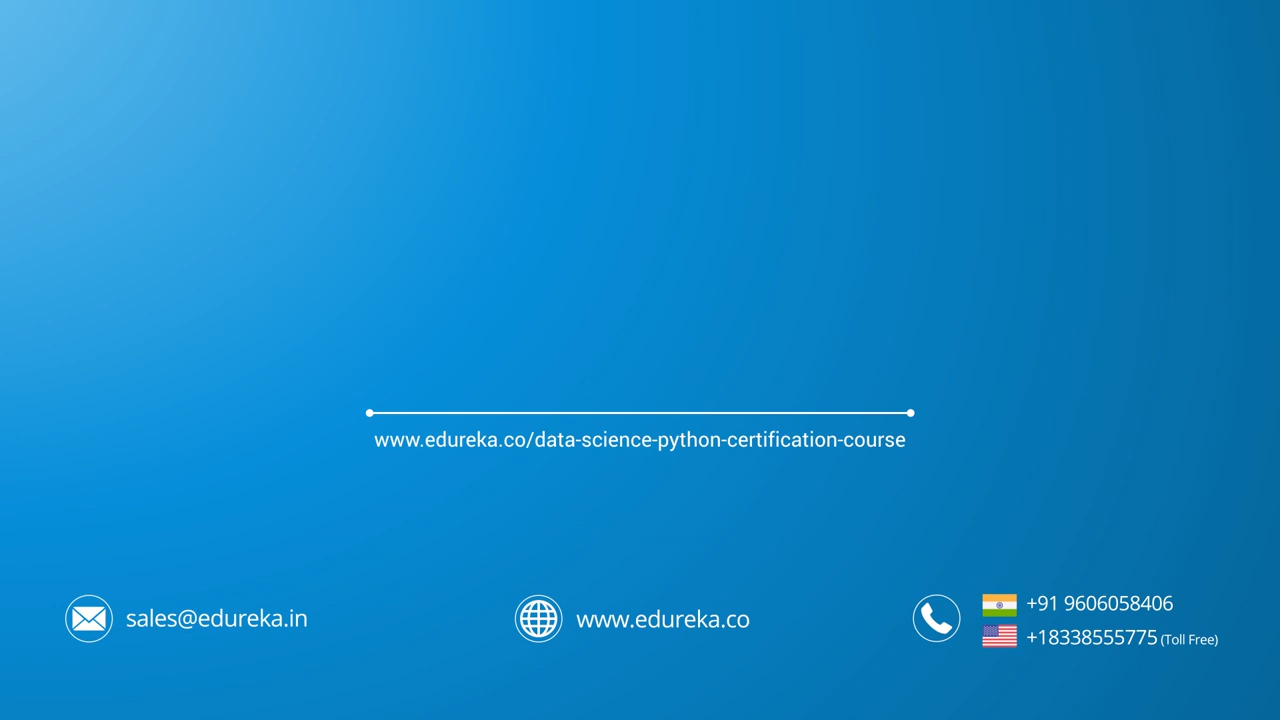 www.edureka.co/data-science-python-certification-course
sales@edureka.in
www.edureka.co
+91 9606058406
+18338555775 (Toll Free)